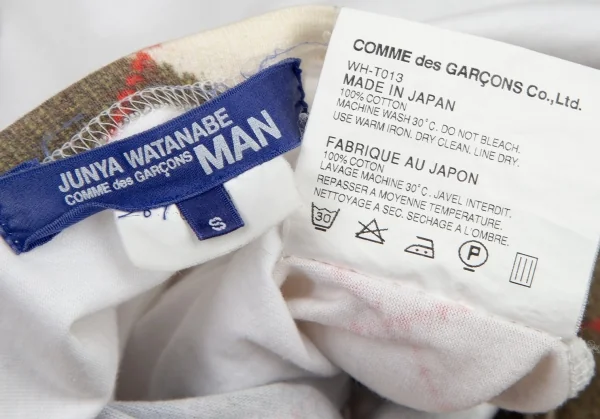 JUNYA WATANABE
COMME des GARÇONS
MAN
S
COMME des GARÇONS Co.,Ltd.
WH-T013
MADE IN JAPAN
100% COTTON
MACHINE WASH 30˚C. DO NOT BLEACH.
USE WARM IRON. DRY CLEAN. LINE DRY.
FABRIQUE AU JAPON
100% COTON
LAVAGE MACHINE 30˚C. JAVEL INTERDIT.
REPASSER A MOYENNE TEMPERATURE.
NETTOYAGE A SEC. SECHAGE A L'OMBRE.
30 P